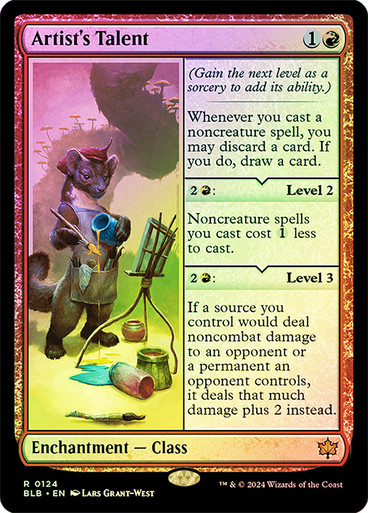 Artist's Talent 1
(Gain the next level as a
sorcery to add its ability.)
Whenever you cast a
noncreature spell, you
may discard a card. If
you do, draw a card.
2 : Level 2
Noncreature spells
you cast cost 1 less
to cast.
2 : Level 3
If a source you
control would deal
noncombat damage
to an opponent or
a permanent an
opponent controls,
it deals that much
damage plus 2 instead.
Enchantment — Class
R 0124
BLB • EN Lars Grant-West
™ & © 2024 Wizards of the Coast